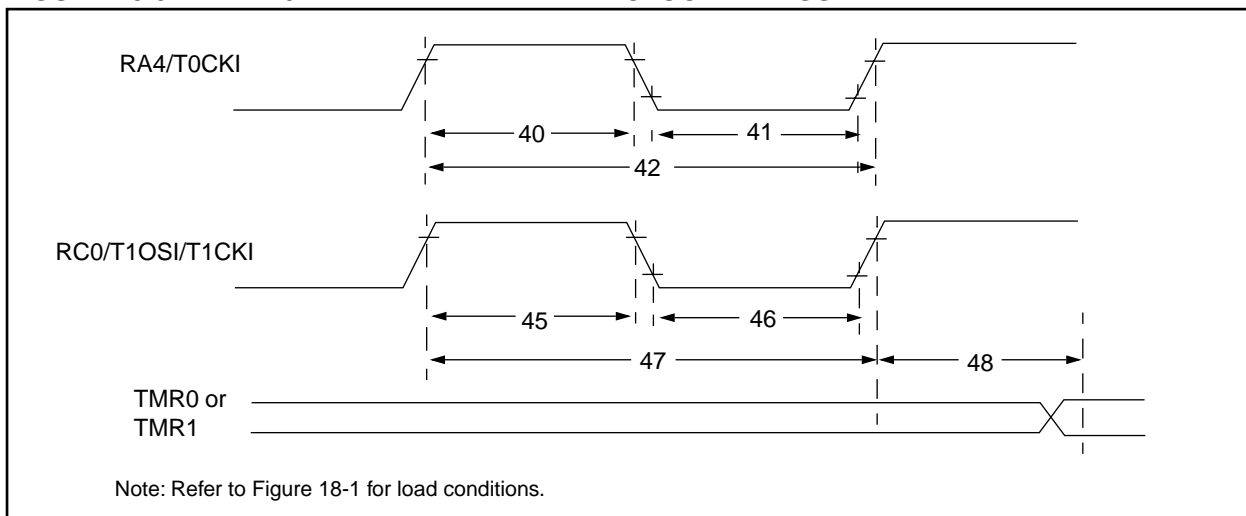 RA4/T0CKI
40
41
42
RC0/T1OSI/T1CKI
45
46
47
48
TMR0 or
TMR1
Note: Refer to Figure 18-1 for load conditions.